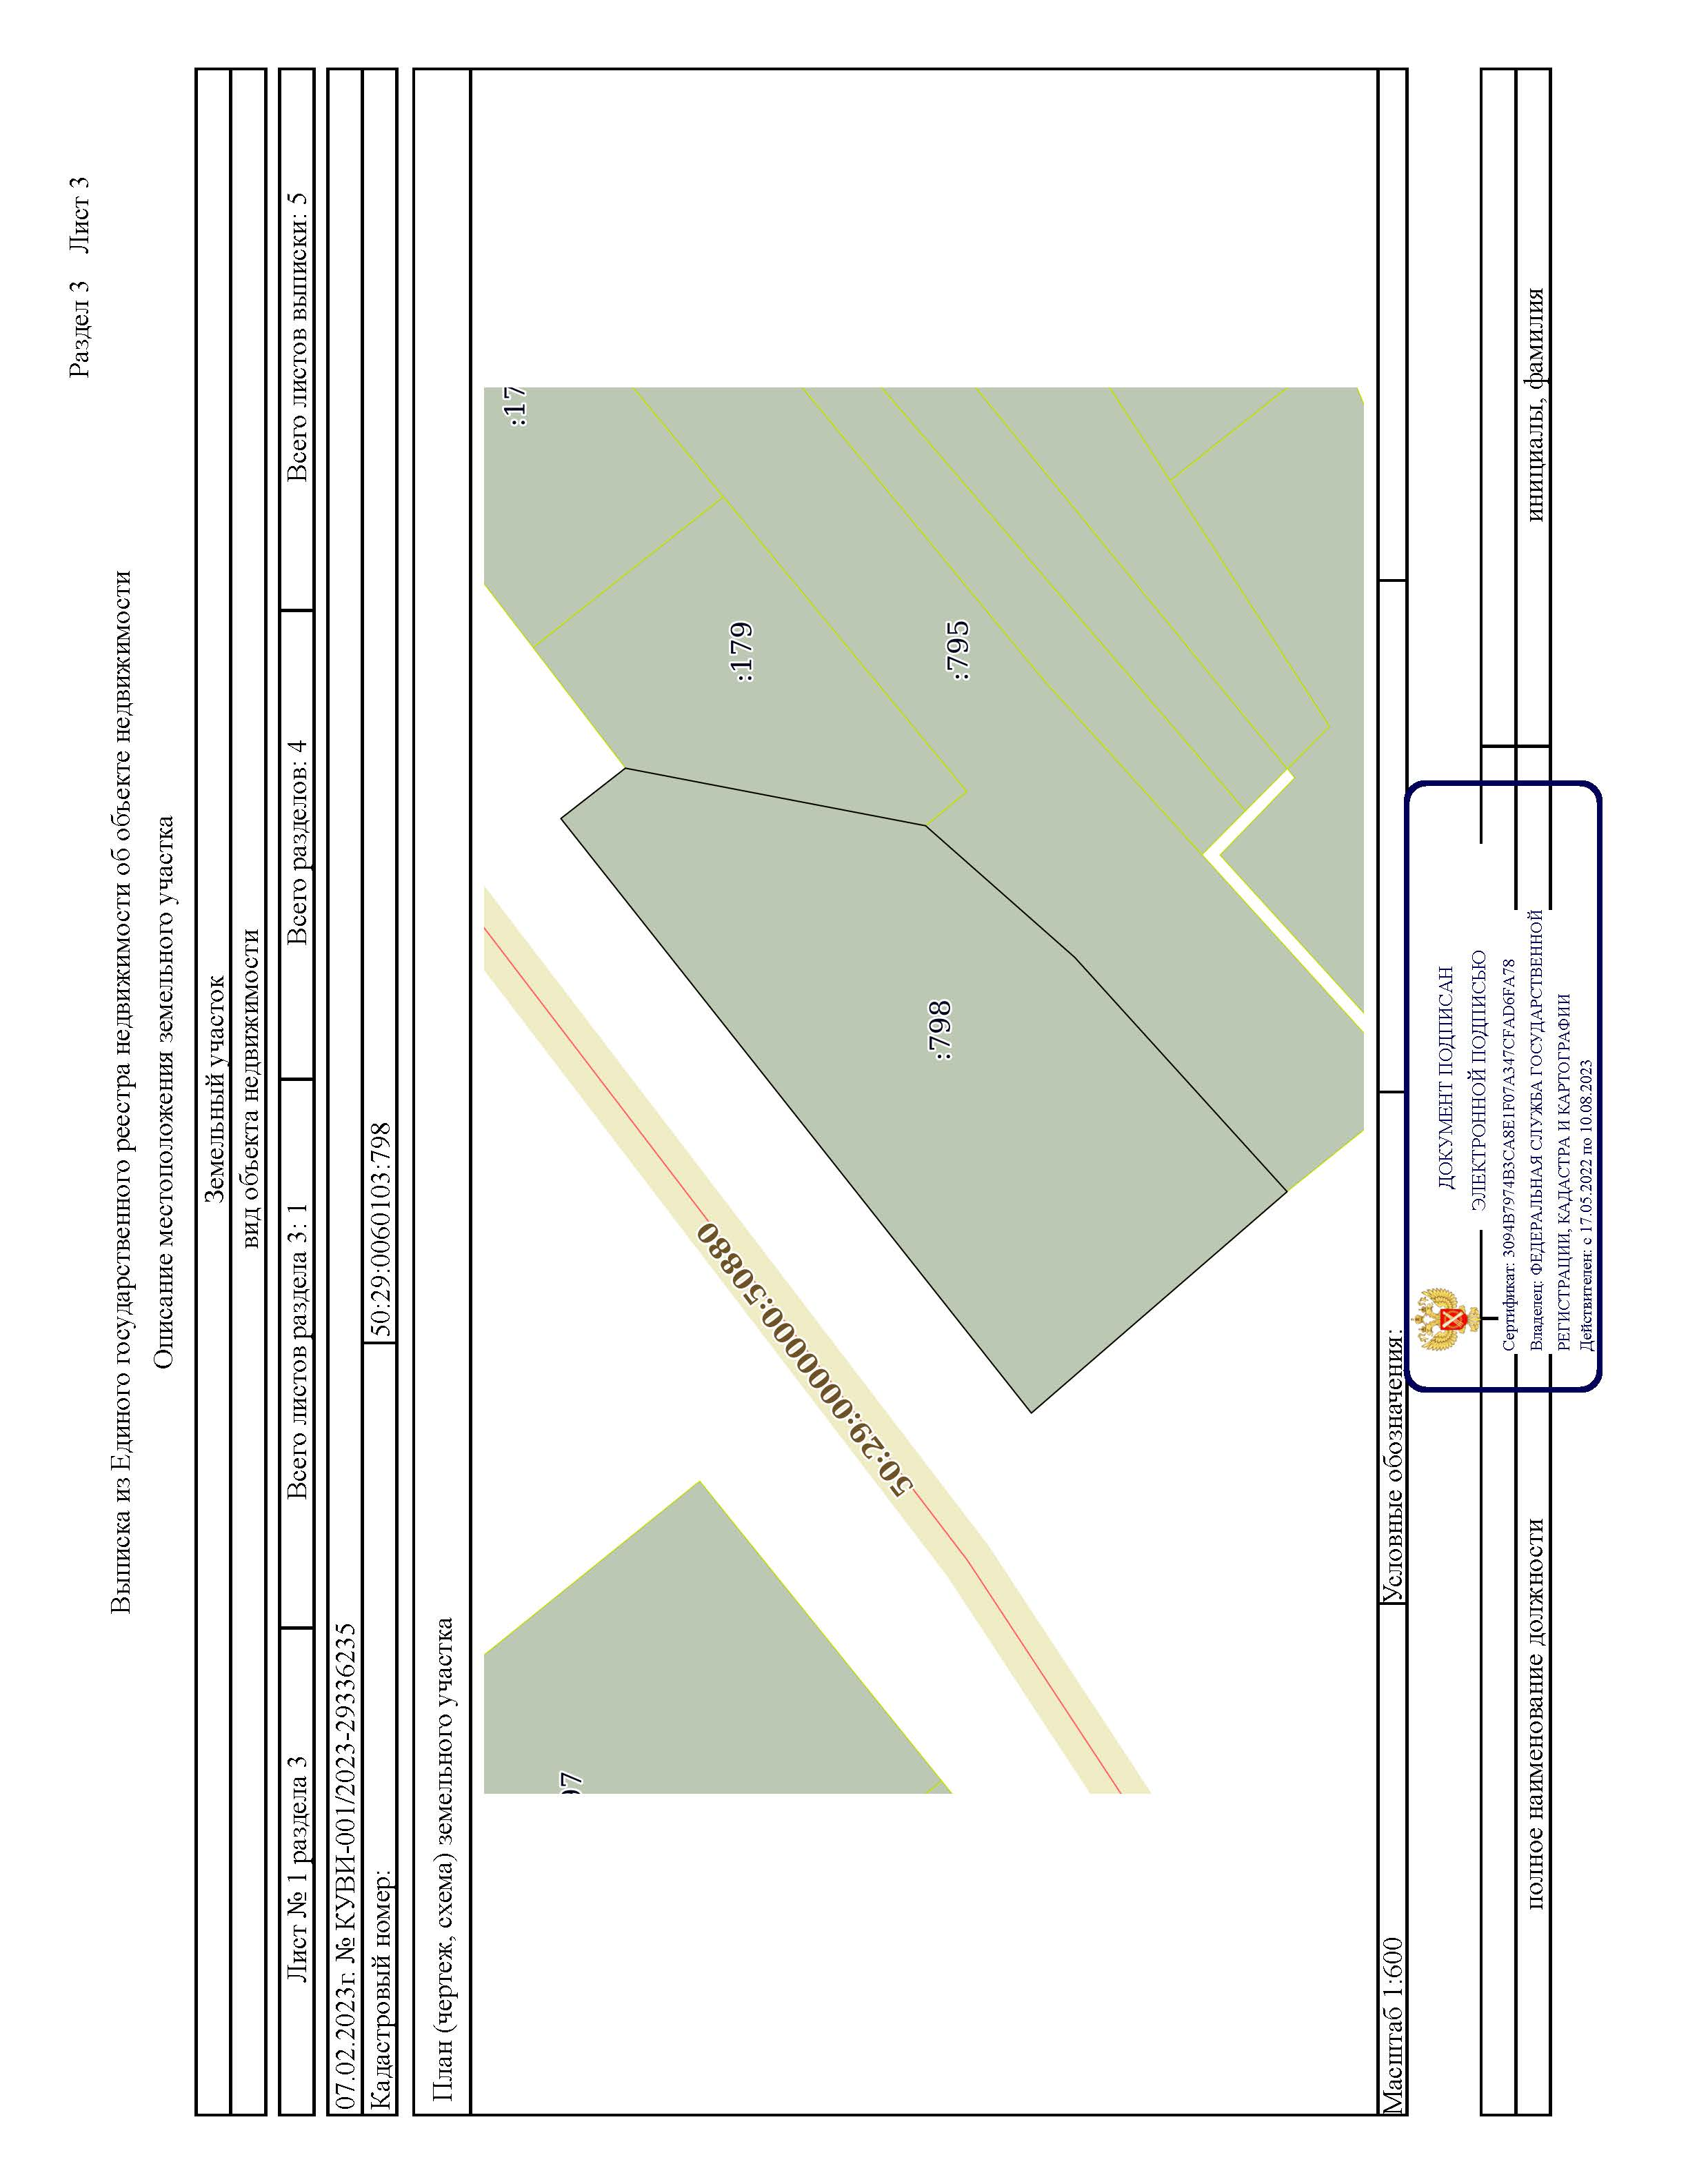 Раздел 3 Лист 3
Выписка из Единого государственного реестра недвижимости об объекте недвижимости
Описание местоположения земельного участка
Земельный участок
вид объекта недвижимости
Лист № 1 раздела 3 Всего листов раздела 3: 1 Всего разделов: 4 Всего листов выписки: 5
07.02.2023г. № КУВИ-001/2023-29336235
Кадастровый номер: 50:29:0060103:798
План (чертеж, схема) земельного участка
:17
:179
:795
:798
50:29:0000000:50880
97
Масштаб 1:600 Условные обозначения:
ДОКУМЕНТ ПОДПИСАН
ЭЛЕКТРОННОЙ ПОДПИСЬЮ
Сертификат: 3094B7974B3CA8E1F07A347CFAD6FA78
Владелец: ФЕДЕРАЛЬНАЯ СЛУЖБА ГОСУДАРСТВЕННОЙ
РЕГИСТРАЦИИ, КАДАСТРА И КАРТОГРАФИИ
Действителен: с 17.05.2022 по 10.08.2023
полное наименование должности инициалы, фамилия